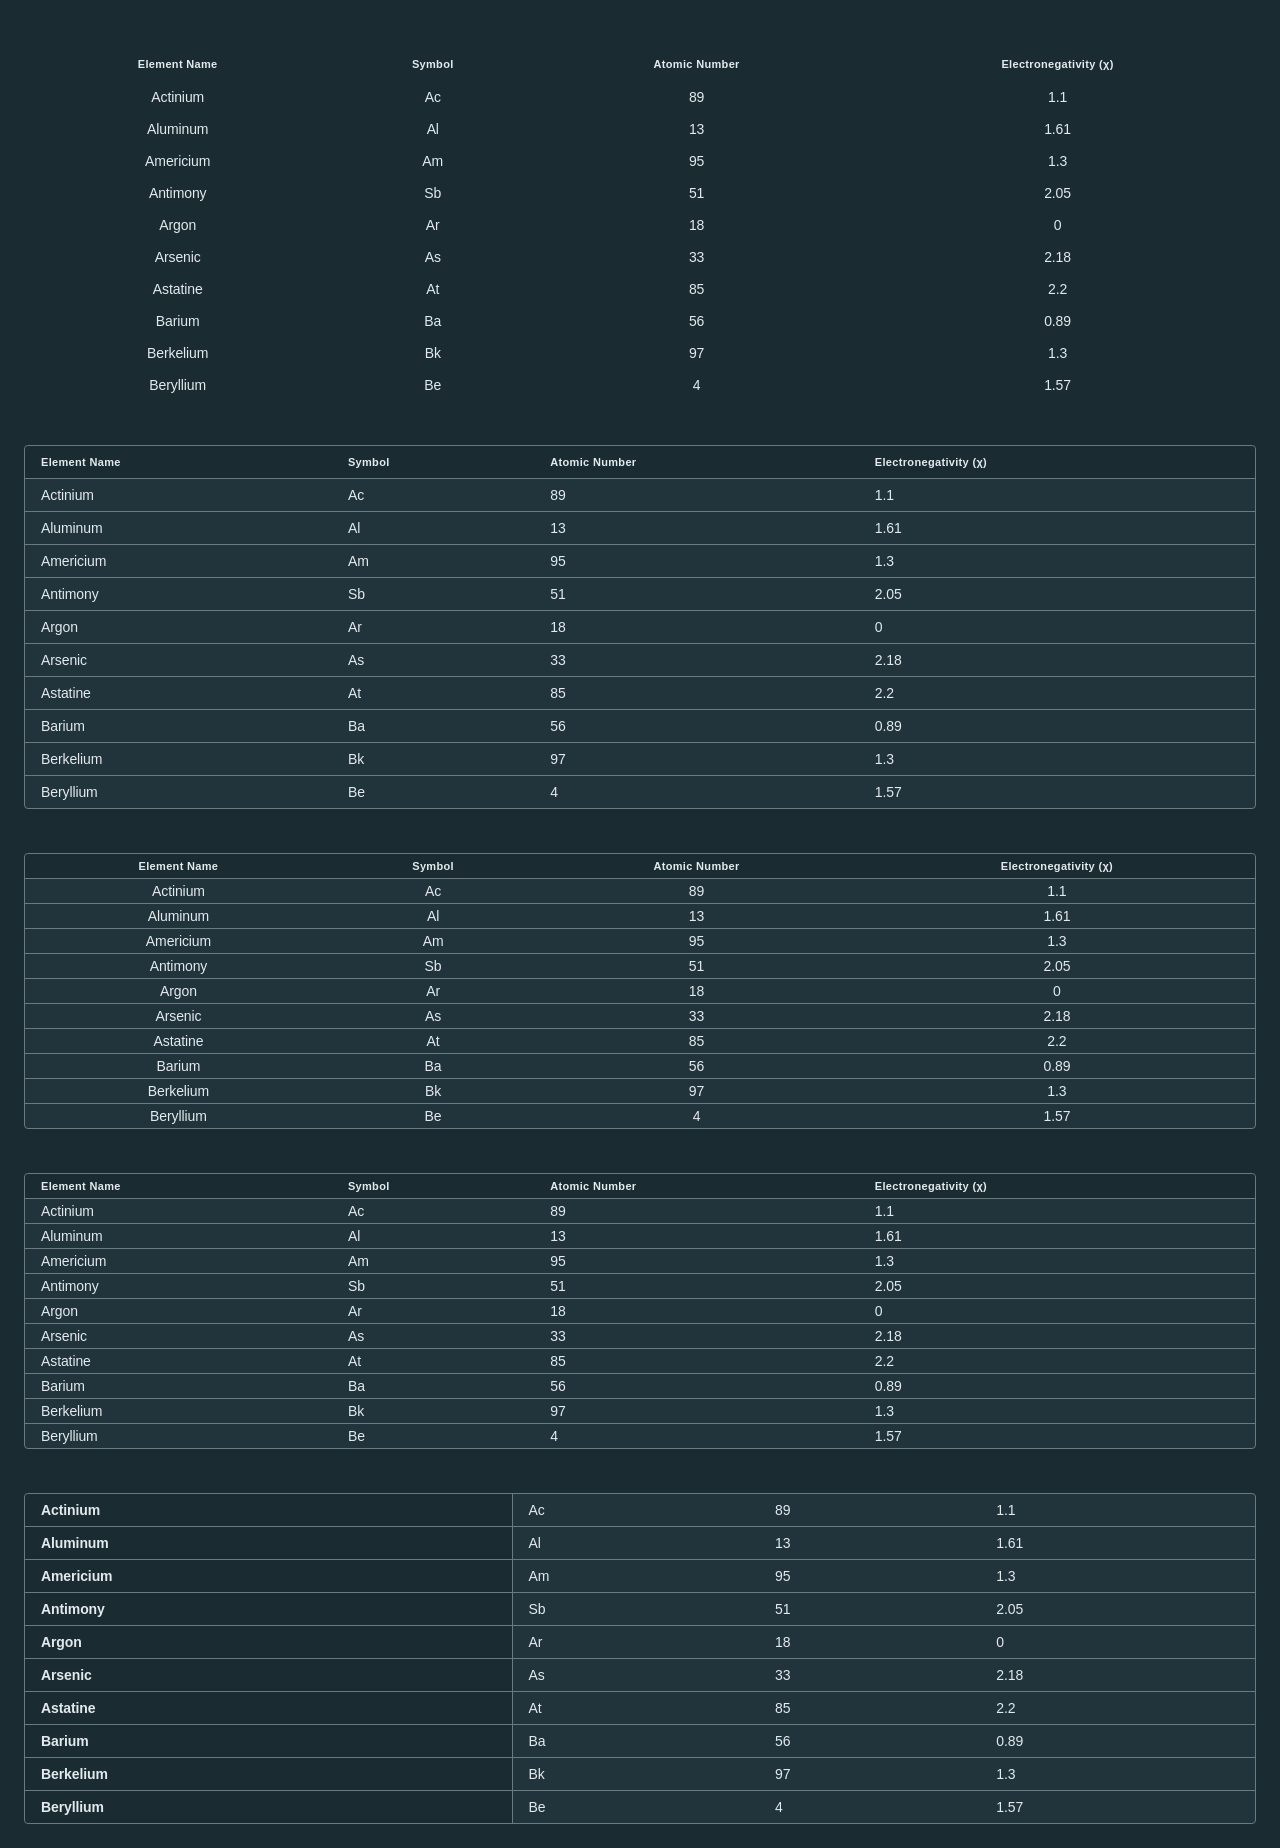 Element Name Symbol Atomic Number Electronegativity (χ)
Actinium Ac 89 1.1
Aluminum Al 13 1.61
Americium Am 95 1.3
Antimony Sb 51 2.05
Argon Ar 18 0
Arsenic As 33 2.18
Astatine At 85 2.2
Barium Ba 56 0.89
Berkelium Bk 97 1.3
Beryllium Be 4 1.57
Element Name Symbol Atomic Number Electronegativity (χ)
Actinium Ac 89 1.1
Aluminum Al 13 1.61
Americium Am 95 1.3
Antimony Sb 51 2.05
Argon Ar 18 0
Arsenic As 33 2.18
Astatine At 85 2.2
Barium Ba 56 0.89
Berkelium Bk 97 1.3
Beryllium Be 4 1.57
Element Name Symbol Atomic Number Electronegativity (χ)
Actinium Ac 89 1.1
Aluminum Al 13 1.61
Americium Am 95 1.3
Antimony Sb 51 2.05
Argon Ar 18 0
Arsenic As 33 2.18
Astatine At 85 2.2
Barium Ba 56 0.89
Berkelium Bk 97 1.3
Beryllium Be 4 1.57
Element Name Symbol Atomic Number Electronegativity (χ)
Actinium Ac 89 1.1
Aluminum Al 13 1.61
Americium Am 95 1.3
Antimony Sb 51 2.05
Argon Ar 18 0
Arsenic As 33 2.18
Astatine At 85 2.2
Barium Ba 56 0.89
Berkelium Bk 97 1.3
Beryllium Be 4 1.57
Actinium Ac 89 1.1
Aluminum Al 13 1.61
Americium Am 95 1.3
Antimony Sb 51 2.05
Argon Ar 18 0
Arsenic As 33 2.18
Astatine At 85 2.2
Barium Ba 56 0.89
Berkelium Bk 97 1.3
Beryllium Be 4 1.57